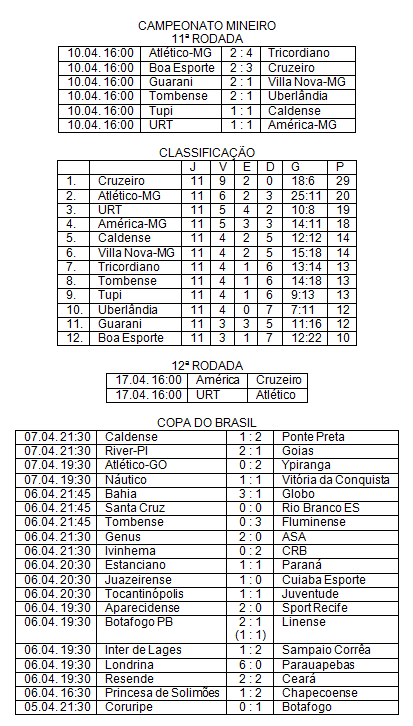 CAMPEONATO MINEIRO
11ª RODADA
10.04. 16:00 Atlético-MG 2 : 4 Tricordiano
10.04. 16:00 Boa Esporte 2 : 3 Cruzeiro
10.04. 16:00 Guarani 2 : 1 Villa Nova-MG
10.04. 16:00 Tombense 2 : 1 Uberlândia
10.04. 16:00 Tupi 1 : 1 Caldense
10.04. 16:00 URT 1 : 1 América-MG
CLASSIFICAÇÃO
J V E D G P
1. Cruzeiro 11 9 2 0 18:6 29
2. Atlético-MG 11 6 2 3 25:11 20
3. URT 11 5 4 2 10:8 19
4. América-MG 11 5 3 3 14:11 18
5. Caldense 11 4 2 5 12:12 14
6. Villa Nova-MG 11 4 2 5 15:18 14
7. Tricordiano 11 4 1 6 13:14 13
8. Tombense 11 4 1 6 14:18 13
9. Tupi 11 4 1 6 9:13 13
10. Uberlândia 11 4 0 7 7:11 12
11. Guarani 11 3 3 5 11:16 12
12. Boa Esporte 11 3 1 7 12:22 10
12ª RODADA
17.04. 16:00 América Cruzeiro
17.04. 16:00 URT Atlético
COPA DO BRASIL
07.04. 21:30 Caldense 1 : 2 Ponte Preta
07.04. 21:30 River-PI 2 : 1 Goias
07.04. 19:30 Atlético-GO 0 : 2 Ypiranga
07.04. 19:30 Náutico 1 : 1 Vitória da Conquista
06.04. 21:45 Bahia 3 : 1 Globo
06.04. 21:45 Santa Cruz 0 : 0 Rio Branco ES
06.04. 21:45 Tombense 0 : 3 Fluminense
06.04. 21:30 Genus 2 : 0 ASA
06.04. 21:30 Ivinhema 0 : 2 CRB
06.04. 20:30 Estanciano 1 : 1 Paraná
06.04. 20:30 Juazeirense 1 : 0 Cuiaba Esporte
06.04. 20:30 Tocantinópolis 1 : 1 Juventude
06.04. 19:30 Aparecidense 2 : 0 Sport Recife
06.04. 19:30 Botafogo PB 2 : 1 Linense
(1 : 1)
06.04. 19:30 Inter de Lages 1 : 2 Sampaio Corrêa
06.04. 19:30 Londrina 6 : 0 Parauapebas
06.04. 19:30 Resende 2 : 2 Ceará
06.04. 16:30 Princesa de Solimões 1 : 2 Chapecoense
05.04. 21:30 Coruripe 0 : 1 Botafogo